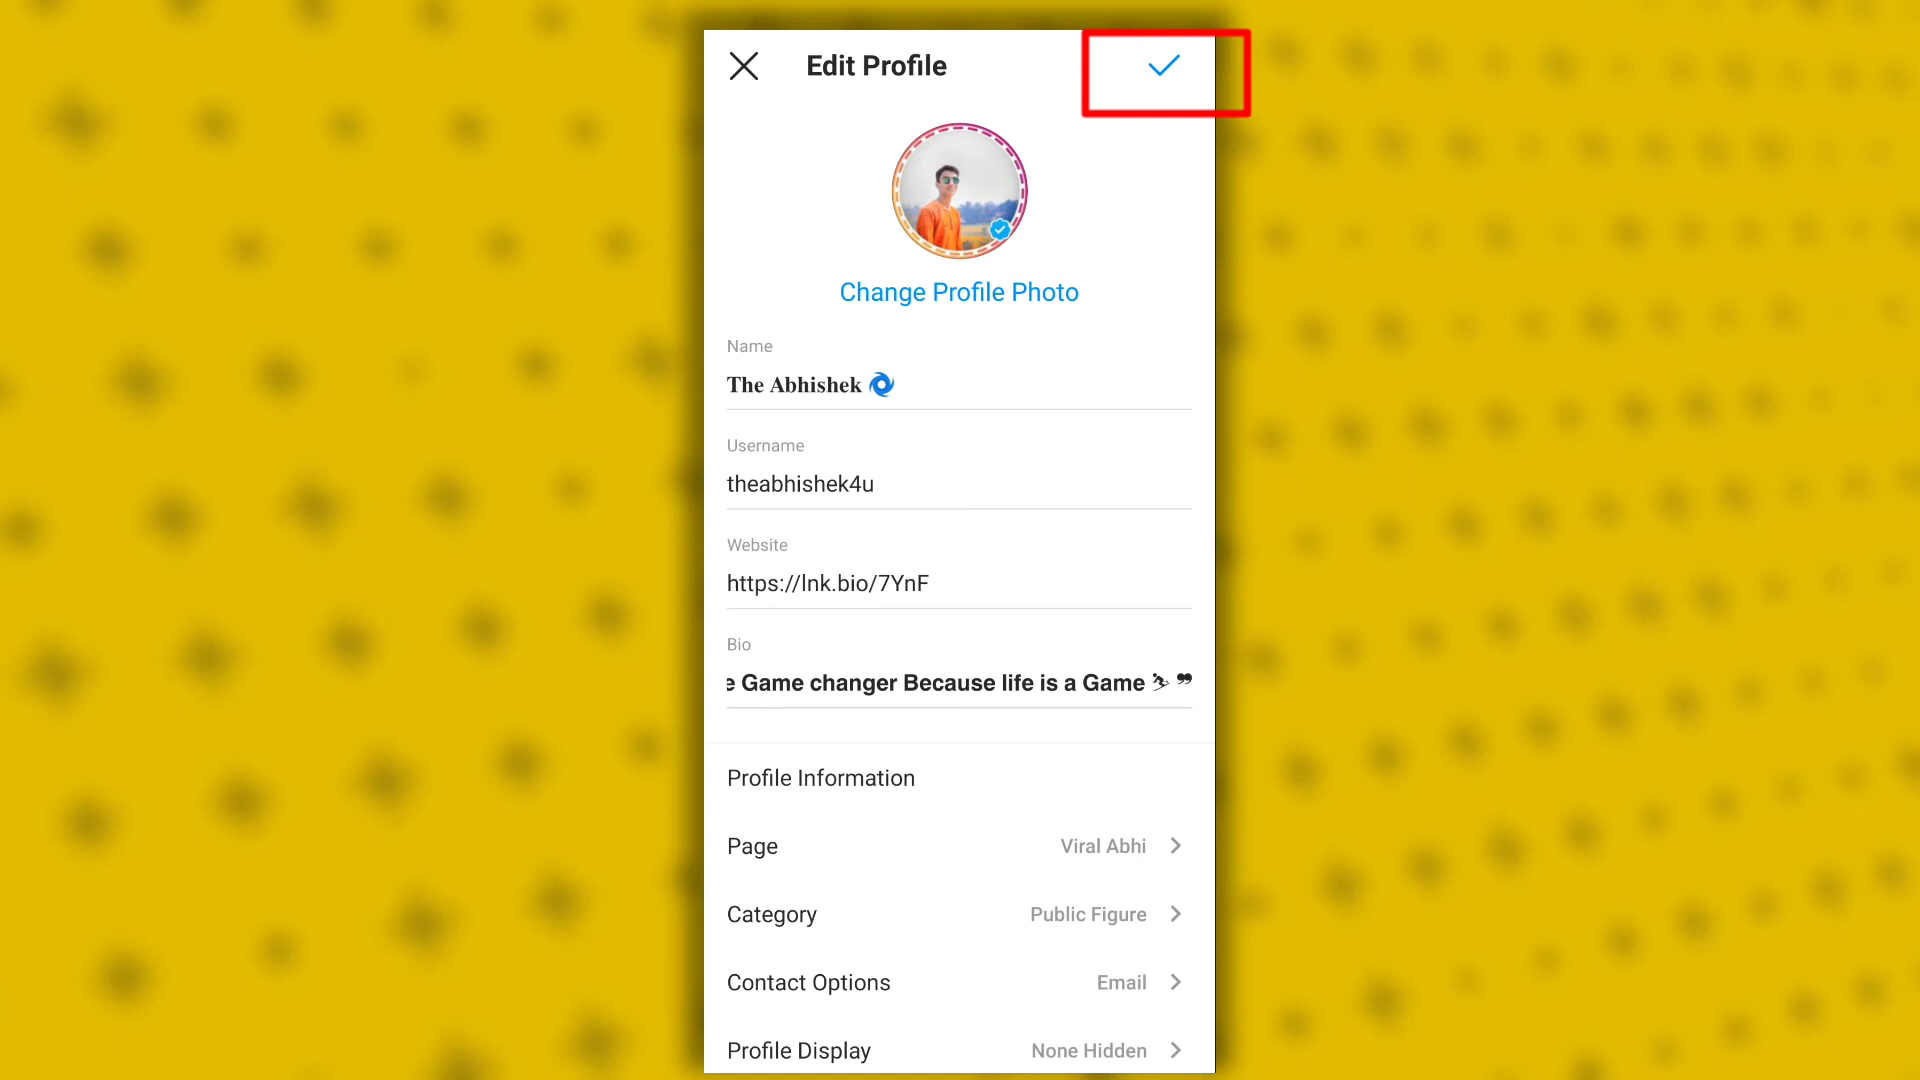 Edit Profile
Change Profile Photo
Name
The Abhishek
Username
theabhishek4u
Website
https://lnk.bio/7YnF
Bio
e Game changer Because life is a Game ⛷ ❞
Profile Information
Page Viral Abhi
Category Public Figure
Contact Options Email
Profile Display None Hidden